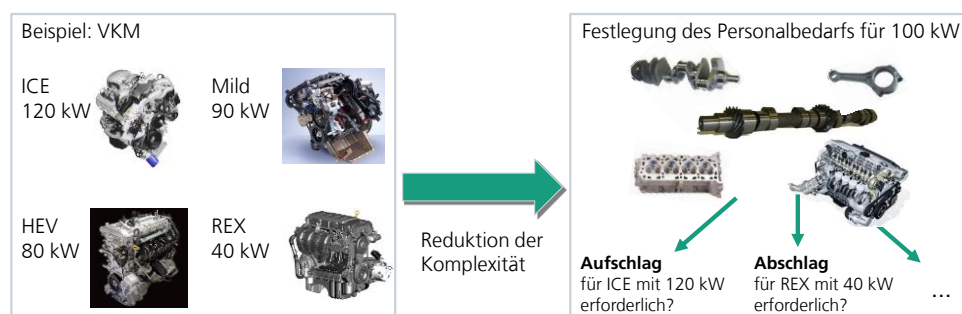 Beispiel: VKM
ICE
120 kW
Mild
90 kW
HEV
80 kW
REX
40 kW
Reduktion der
Komplexität
Festlegung des Personalbedarfs für 100 kW
Aufschlag
für ICE mit 120 kW
erforderlich?
Abschlag
für REX mit 40 kW
erforderlich?
...